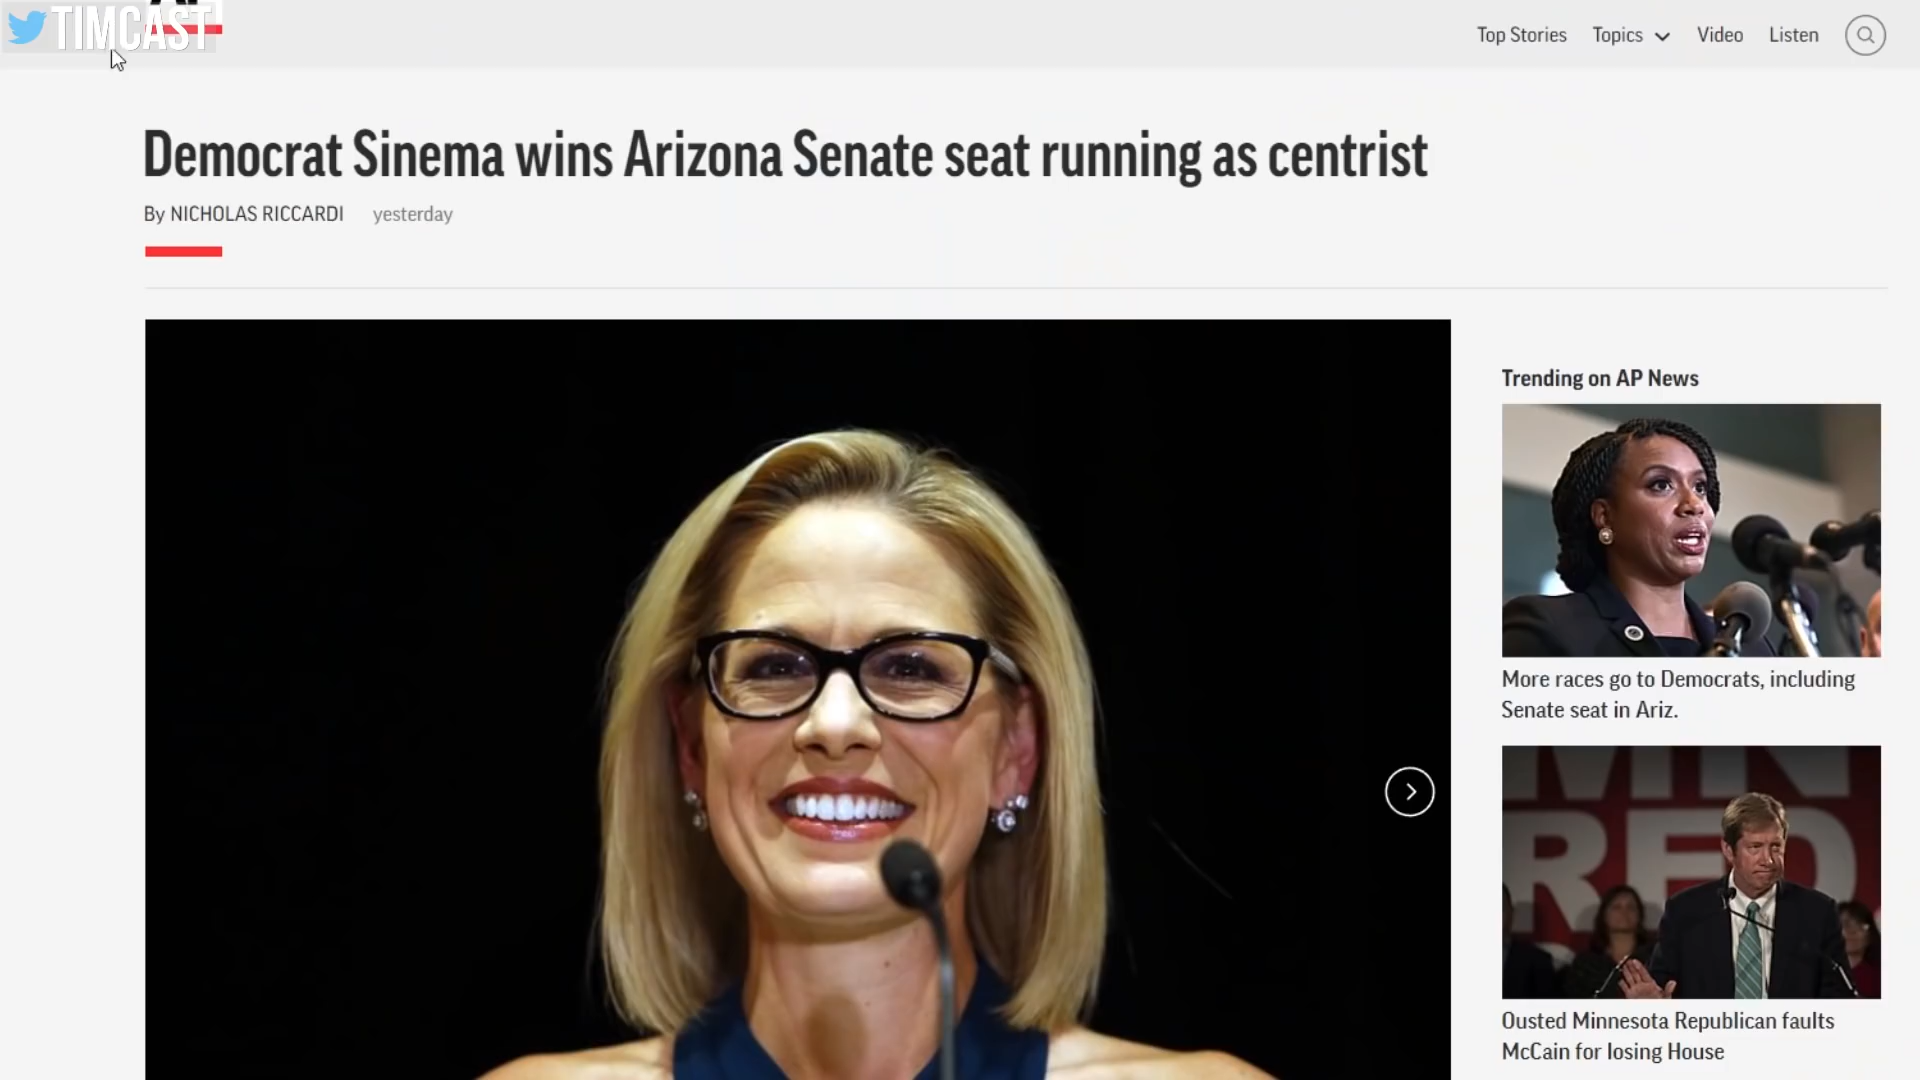 TIMCAST
Top Stories Topics Video Listen
Democrat Sinema wins Arizona Senate seat running as centrist
By NICHOLAS RICCARDI yesterday
Trending on AP News
More races go to Democrats, including
Senate seat in Ariz.
Ousted Minnesota Republican faults
McCain for losing House